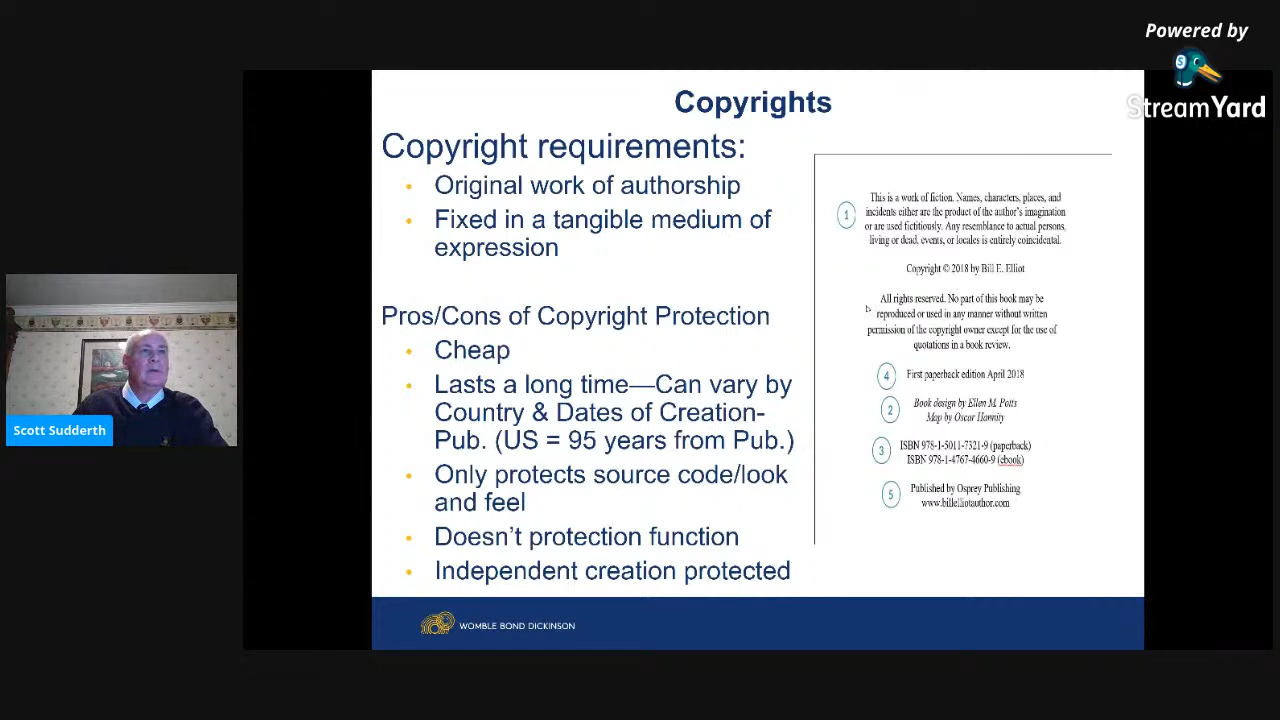 Powered by
StreamYard
Copyrights
Copyright requirements:
• Original work of authorship
• Fixed in a tangible medium of
expression
Pros/Cons of Copyright Protection
• Cheap
• Lasts a long time—Can vary by
Country & Dates of Creation-
Pub. (US = 95 years from Pub.)
• Only protects source code/look
and feel
• Doesn't protection function
• Independent creation protected
1
This is a work of fiction. Names, characters, places, and
incidents either are the product of the author's imagination
or are used fictitiously. Any resemblance to actual persons,
living or dead, events, or locales is entirely coincidental.
Copyright © 2018 by Bill E. Elliot
All rights reserved. No part of this book may be
reproduced or used in any manner without written
permission of the copyright owner except for the use of
quotations in a book review.
4 First paperback edition April 2018
2 Book design by Ellen M. Potts
Map by Oscar Hannity
3 ISBN 978-1-5011-7321-9 (paperback)
ISBN 978-1-4767-4660-9 (ebook)
5 Published by Osprey Publishing
www.billelliotauthor.com
Scott Sudderth
WOMBLE BOND DICKINSON